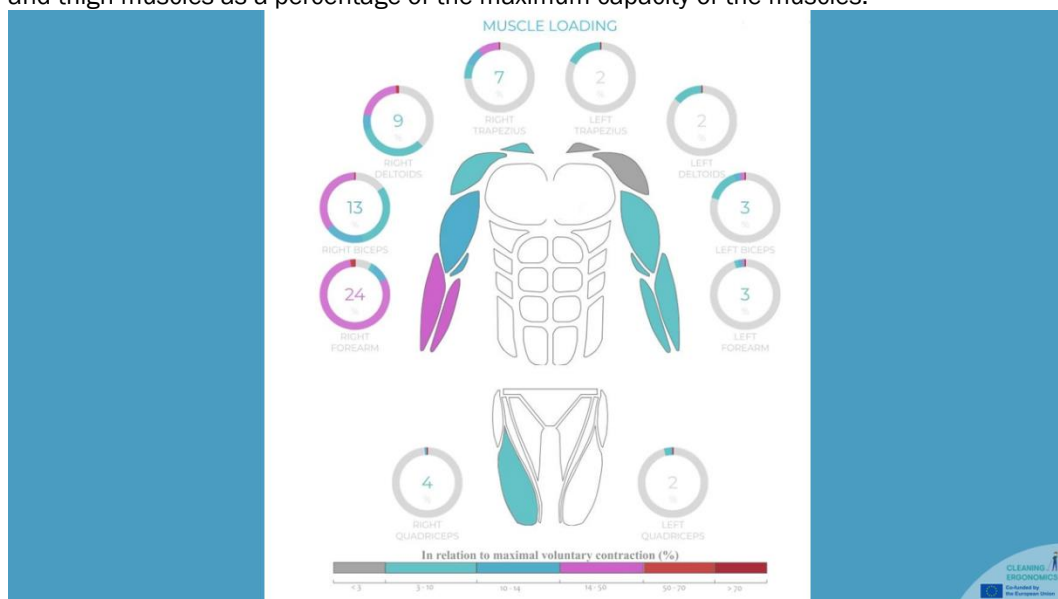 and thigh muscles as a percentage of the maximum capacity of the muscles.
MUSCLE LOADING
7
%
RIGHT
TRAPEZIUS
2
%
LEFT
TRAPEZIUS
9
%
RIGHT
DELTOIDS
2
%
LEFT
DELTOIDS
13
%
RIGHT BICEPS
3
%
LEFT BICEPS
24
%
RIGHT
FOREARM
3
%
LEFT
FOREARM
4
%
RIGHT
QUADRICEPS
2
%
LEFT
QUADRICEPS
In relation to maximal voluntary contraction (%)
< 3 3 - 10 10 - 14 14 - 50 50 - 70 > 70
CLEANING
ERGONOMICS
Co-funded by
the European Union